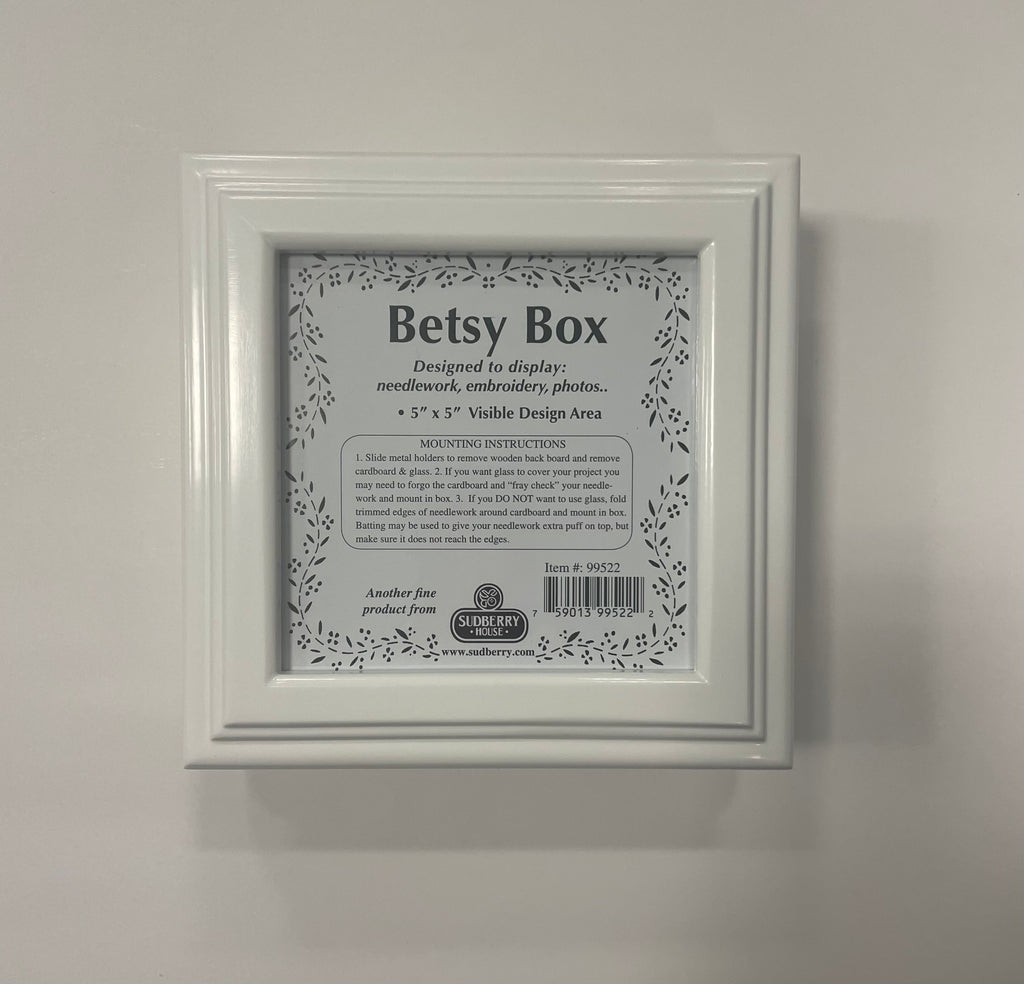 Betsy Box
Designed to display:
needlework, embroidery, photos..
• 5” x 5” Visible Design Area
MOUNTING INSTRUCTIONS
1. Slide metal holders to remove wooden back board and remove
cardboard & glass. 2. If you want glass to cover your project you
may need to forgo the cardboard and “fray check” your needle-
work and mount in box. 3. If you DO NOT want to use glass, fold
trimmed edges of needlework around cardboard and mount in box.
Batting may be used to give your needlework extra puff on top, but
make sure it does not reach the edges.
Item #: 99522
7 59013 99522 2
Another fine
product from
SUDBERRY
• HOUSE •
www.sudberry.com